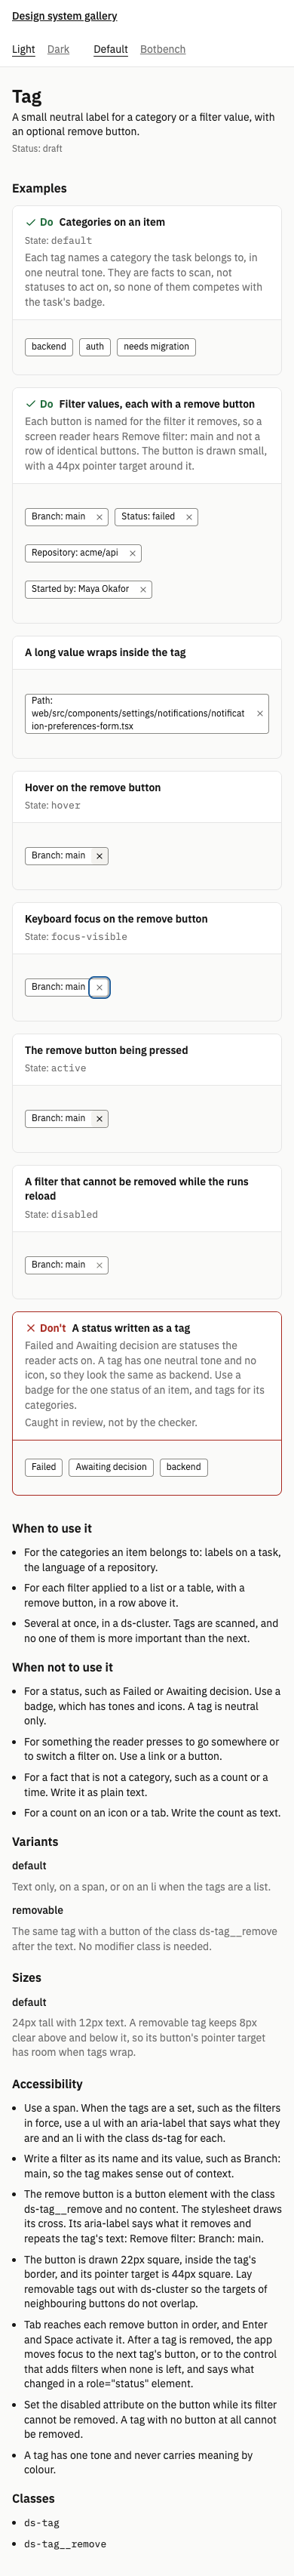 Design system gallery
Light Dark Default Botbench
Tag
A small neutral label for a category or a filter value, with
an optional remove button.
Status: draft
Examples
Do Categories on an item
State: default
Each tag names a category the task belongs to, in
one neutral tone. They are facts to scan, not
statuses to act on, so none of them competes with
the task's badge.
backend auth needs migration
Do Filter values, each with a remove button
Each button is named for the filter it removes, so a
screen reader hears Remove filter: main and not a
row of identical buttons. The button is drawn small,
with a 44px pointer target around it.
Branch: main Status: failed
Repository: acme/api
Started by: Maya Okafor
A long value wraps inside the tag
Path:
web/src/components/settings/notifications/notificat
ion-preferences-form.tsx
Hover on the remove button
State: hover
Branch: main
Keyboard focus on the remove button
State: focus-visible
Branch: main
The remove button being pressed
State: active
Branch: main
A filter that cannot be removed while the runs
reload
State: disabled
Branch: main
Don't A status written as a tag
Failed and Awaiting decision are statuses the
reader acts on. A tag has one neutral tone and no
icon, so they look the same as backend. Use a
badge for the one status of an item, and tags for its
categories.
Caught in review, not by the checker.
Failed Awaiting decision backend
When to use it
For the categories an item belongs to: labels on a task,
the language of a repository.
For each filter applied to a list or a table, with a
remove button, in a row above it.
Several at once, in a ds-cluster. Tags are scanned, and
no one of them is more important than the next.
When not to use it
For a status, such as Failed or Awaiting decision. Use a
badge, which has tones and icons. A tag is neutral
only.
For something the reader presses to go somewhere or
to switch a filter on. Use a link or a button.
For a fact that is not a category, such as a count or a
time. Write it as plain text.
For a count on an icon or a tab. Write the count as text.
Variants
default
Text only, on a span, or on an li when the tags are a list.
removable
The same tag with a button of the class ds-tag__remove
after the text. No modifier class is needed.
Sizes
default
24px tall with 12px text. A removable tag keeps 8px
clear above and below it, so its button's pointer target
has room when tags wrap.
Accessibility
Use a span. When the tags are a set, such as the filters
in force, use a ul with an aria-label that says what they
are and an li with the class ds-tag for each.
Write a filter as its name and its value, such as Branch:
main, so the tag makes sense out of context.
The remove button is a button element with the class
ds-tag__remove and no content. The stylesheet draws
its cross. Its aria-label says what it removes and
repeats the tag's text: Remove filter: Branch: main.
The button is drawn 22px square, inside the tag's
border, and its pointer target is 44px square. Lay
removable tags out with ds-cluster so the targets of
neighbouring buttons do not overlap.
Tab reaches each remove button in order, and Enter
and Space activate it. After a tag is removed, the app
moves focus to the next tag's button, or to the control
that adds filters when none is left, and says what
changed in a role="status" element.
Set the disabled attribute on the button while its filter
cannot be removed. A tag with no button at all cannot
be removed.
A tag has one tone and never carries meaning by
colour.
Classes
ds-tag
ds-tag__remove